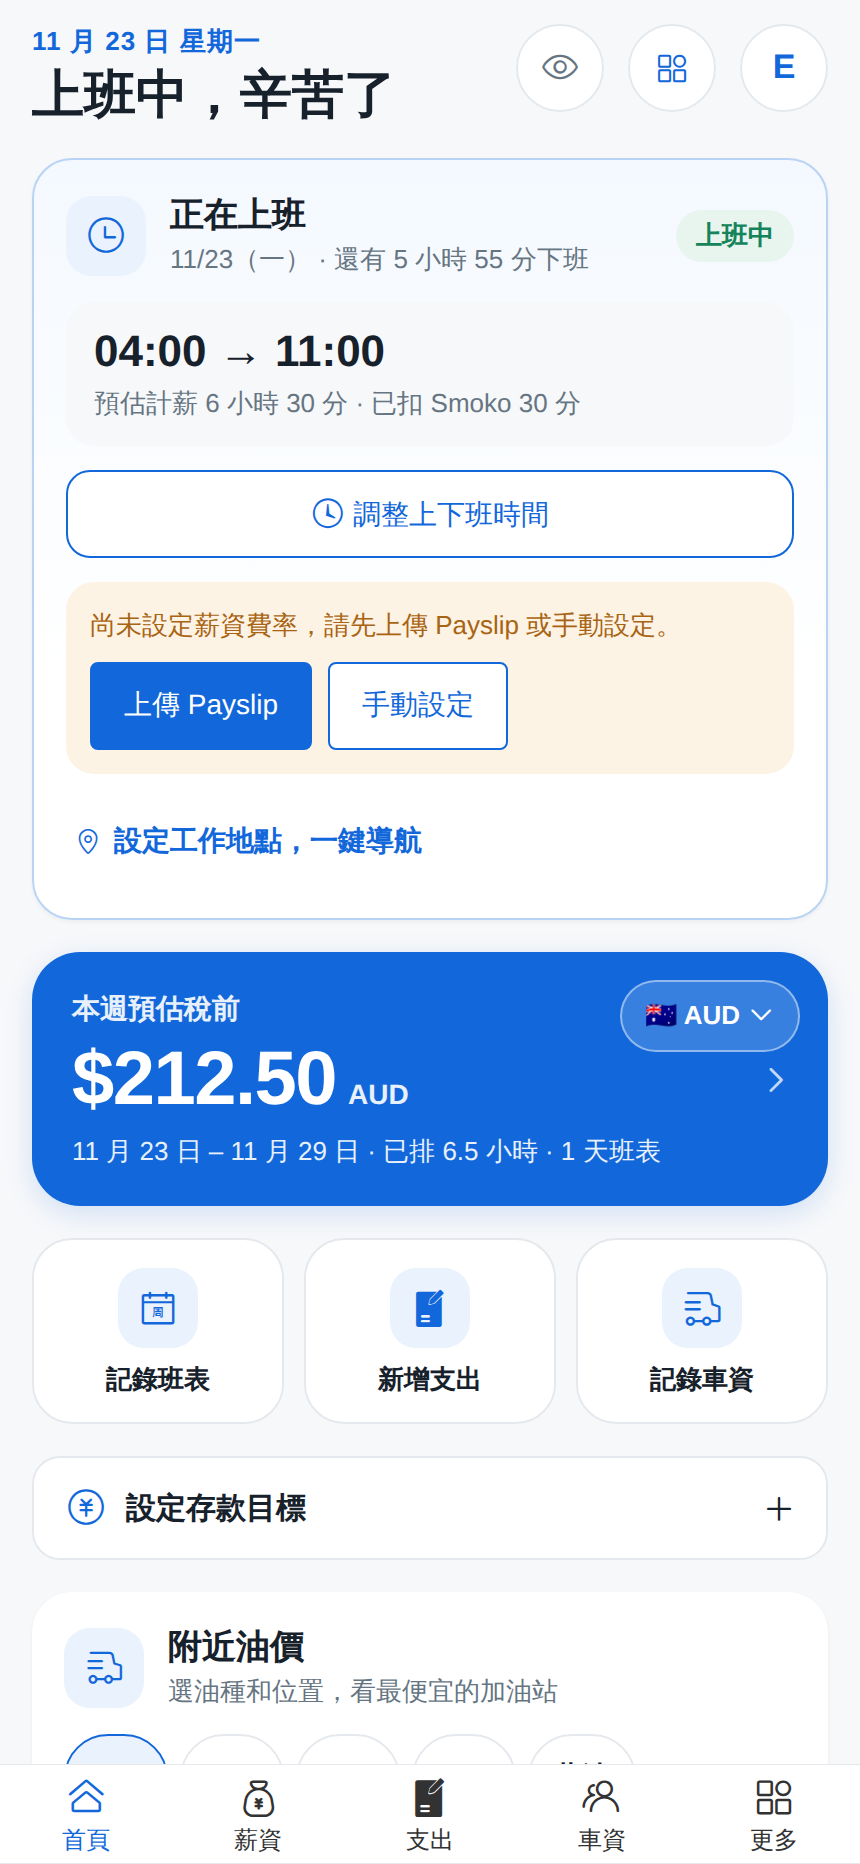 11 月 23 日 星期一
上班中，辛苦了
E
正在上班
11/23（一） · 還有 5 小時 55 分下班
上班中
04:00 → 11:00
預估計薪 6 小時 30 分 · 已扣 Smoko 30 分
調整上下班時間
尚未設定薪資費率，請先上傳 Payslip 或手動設定。
上傳 Payslip
手動設定
設定工作地點，一鍵導航
本週預估稅前
🇦🇺 AUD
$212.50 AUD
11 月 23 日 – 11 月 29 日 · 已排 6.5 小時 · 1 天班表
周
記錄班表
新增支出
記錄車資
¥
設定存款目標
附近油價
選油種和位置，看最便宜的加油站
首頁
¥
薪資
支出
車資
更多